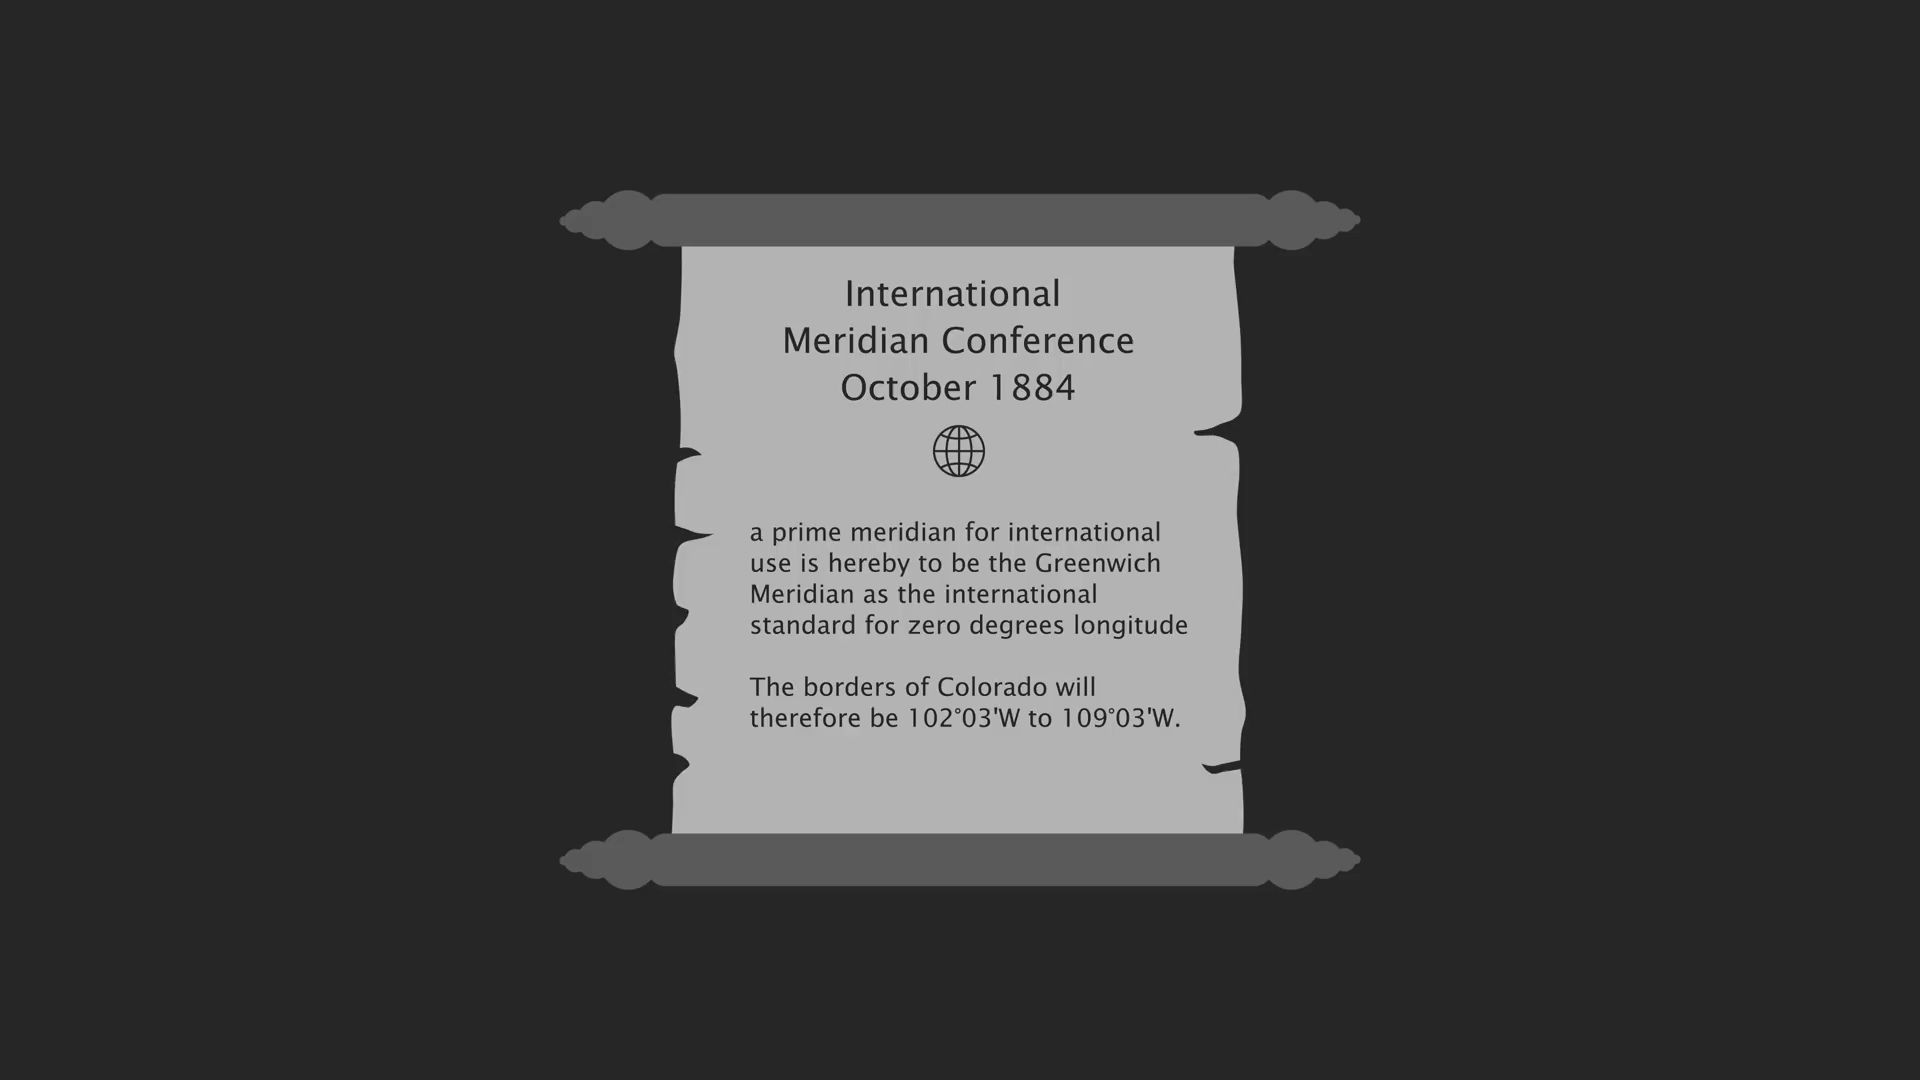 International
Meridian Conference
October 1884
a prime meridian for international
use is hereby to be the Greenwich
Meridian as the international
standard for zero degrees longitude
The borders of Colorado will
therefore be 102°03'W to 109°03'W.